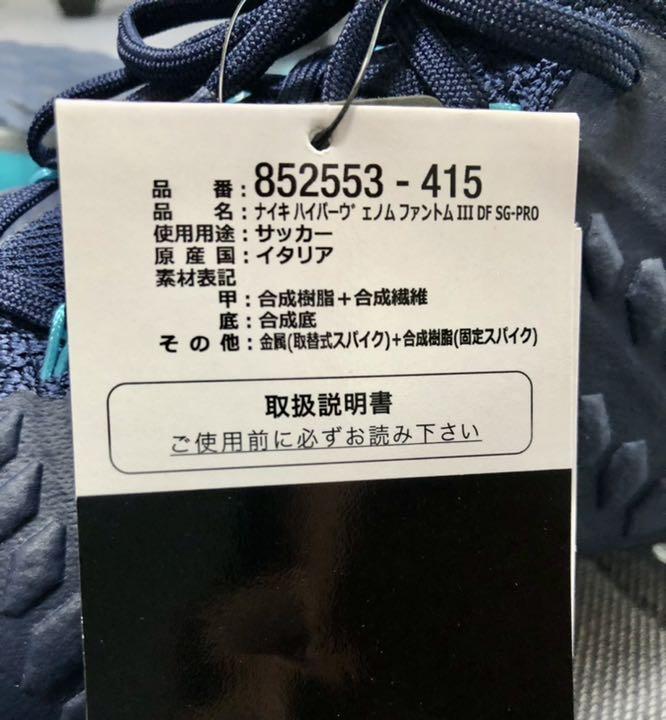 品 番：852553 - 415
品 名：ナイキ ハイパーヴェノム ファントム III DF SG-PRO
使用用途：サッカー
原 産 国：イタリア
素材表記
甲：合成樹脂＋合成繊維
底：合成底
そ の 他：金属(取替式スパイク)＋合成樹脂(固定スパイク)
取扱説明書
ご使用前に必ずお読み下さい